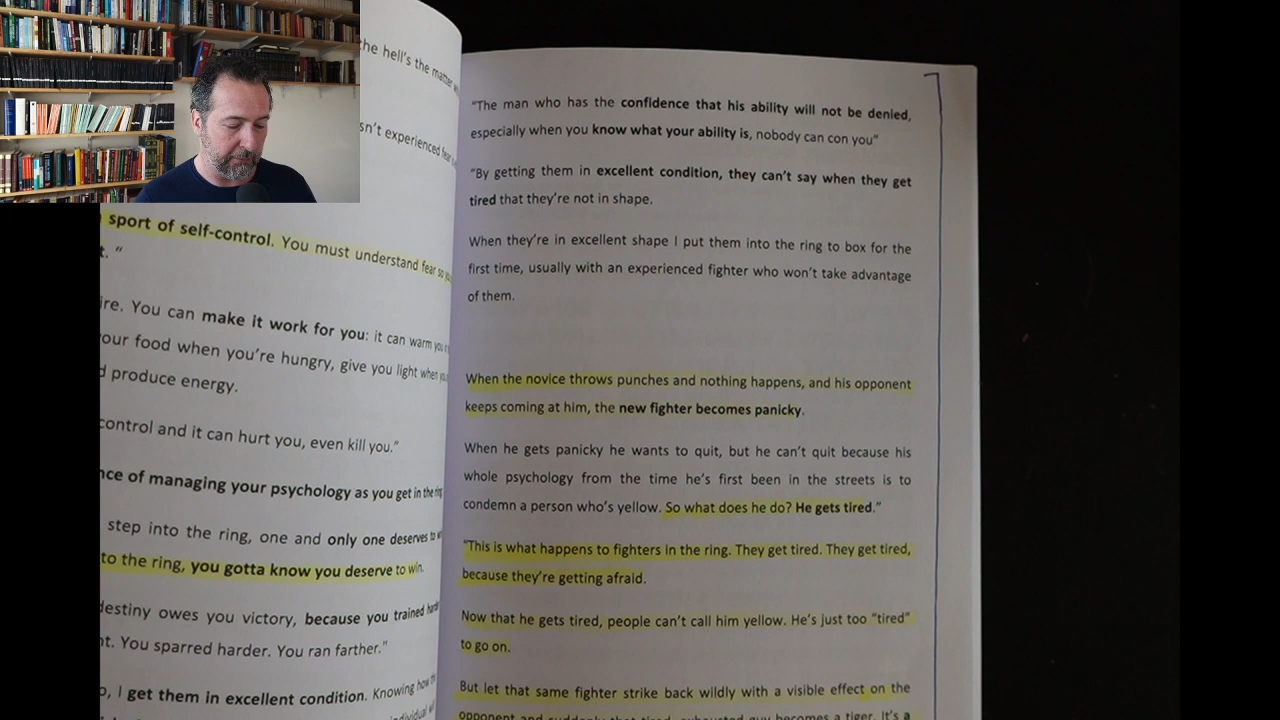 he hell's the matter
sn't experienced fear
sport of self-control. You must understand fear so
t. "
ire. You can make it work for you: it can warm you
our food when you're hungry, give you light when
d produce energy.
control and it can hurt you, even kill you."
nce of managing your psychology as you get in the ring
step into the ring, one and only one deserves to
to the ring, you gotta know you deserve to win.
destiny owes you victory, because you trained harder
nt. You sparred harder. You ran farther."
o, I get them in excellent condition. Knowing how
individual
"The man who has the confidence that his ability will not be denied,
especially when you know what your ability is, nobody can con you"
"By getting them in excellent condition, they can't say when they get
tired that they're not in shape.
When they're in excellent shape I put them into the ring to box for the
first time, usually with an experienced fighter who won't take advantage
of them.
When the novice throws punches and nothing happens, and his opponent
keeps coming at him, the new fighter becomes panicky.
When he gets panicky he wants to quit, but he can't quit because his
whole psychology from the time he's first been in the streets is to
condemn a person who's yellow. So what does he do? He gets tired."
"This is what happens to fighters in the ring. They get tired. They get tired,
because they're getting afraid.
Now that he gets tired, people can't call him yellow. He's just too "tired"
to go on.
But let that same fighter strike back wildly with a visible effect on the
opponent and suddenly that tired, exhausted guy becomes a tiger. It's a